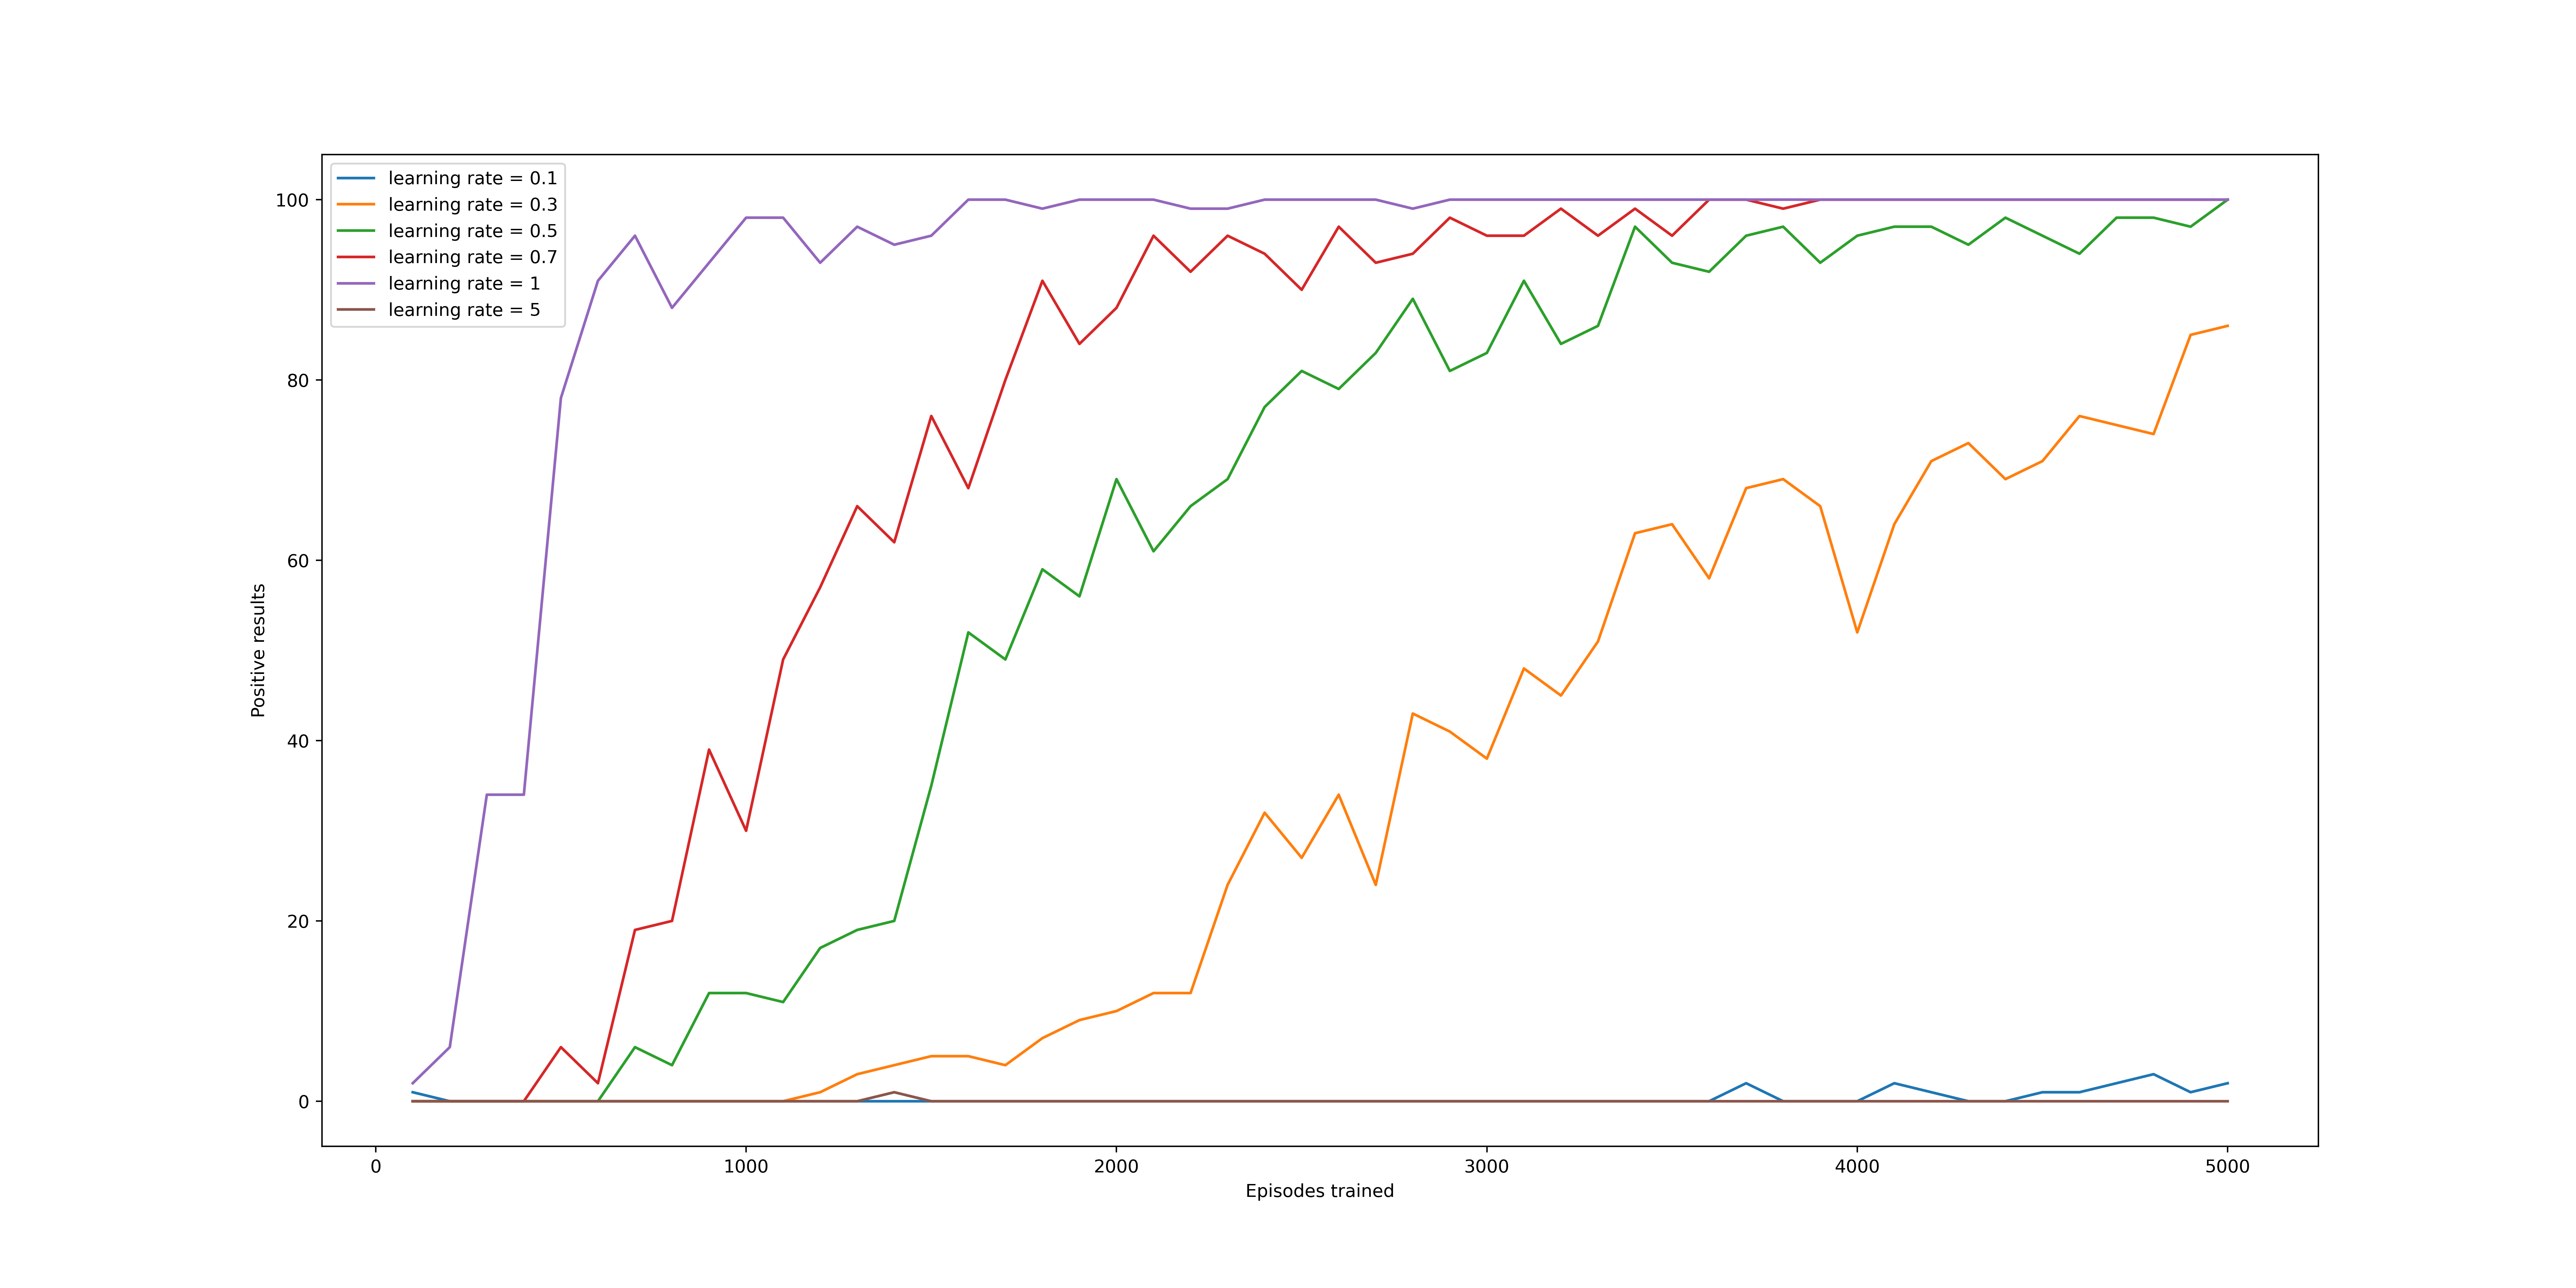 learning rate = 0.1
learning rate = 0.3
learning rate = 0.5
learning rate = 0.7
learning rate = 1
learning rate = 5
100
80
60
40
20
0
Positive results
0 1000 2000 3000 4000 5000
Episodes trained